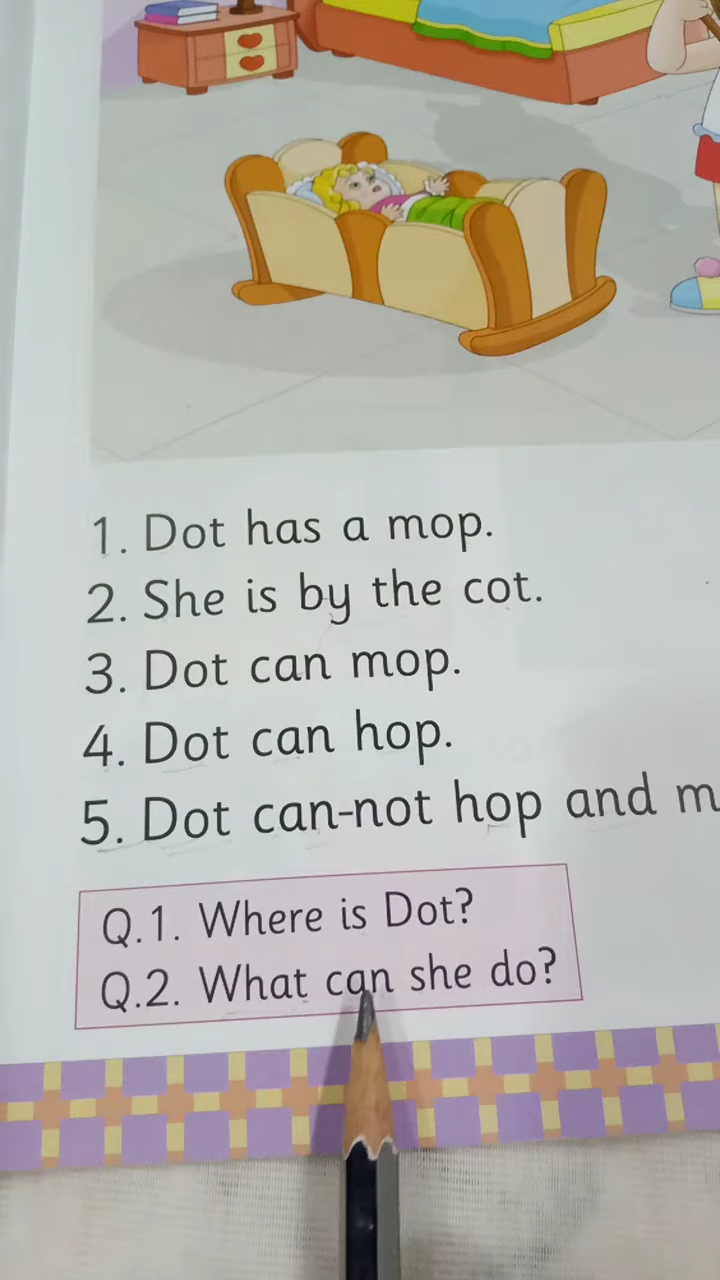 1. Dot has a mop.
2. She is by the cot.
3. Dot can mop.
4. Dot can hop.
5. Dot can-not hop and
Q.1. Where is Dot?
Q.2. What can she do?